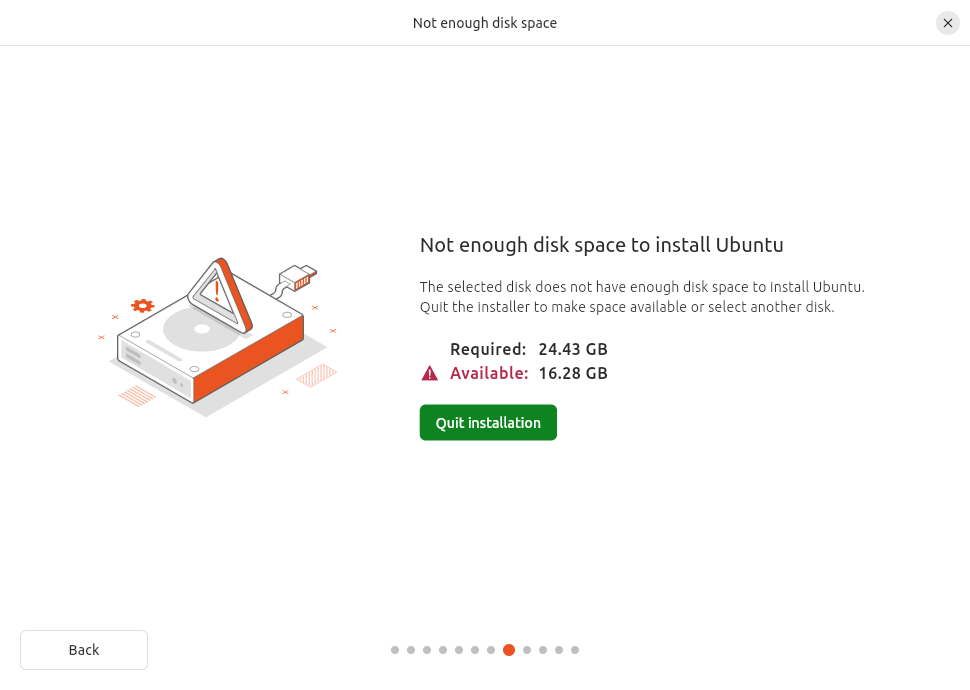 Not enough disk space
Not enough disk space to install Ubuntu
The selected disk does not have enough disk space to install Ubuntu.
Quit the installer to make space available or select another disk.
Required: 24.43 GB
Available: 16.28 GB
Quit installation
Back